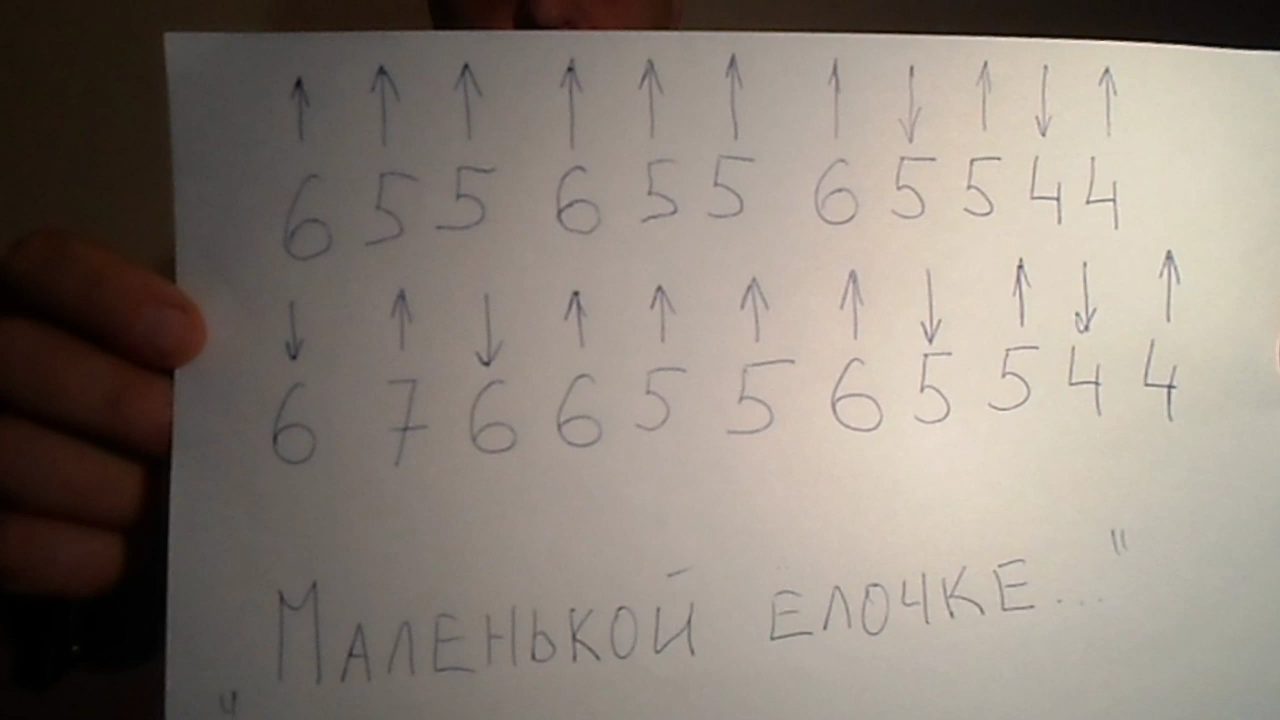 ↑ ↑ ↑ ↑ ↑ ↑ ↑ ↓ ↑ ↓ ↑
6 5 5 6 5 5 6 5 5 4 4
↓ ↑ ↓ ↑ ↑ ↑ ↑ ↓ ↑ ↓ ↑
6 7 6 6 5 5 6 5 5 4 4
"МАЛЕНЬКОЙ ЕЛОЧКЕ..."